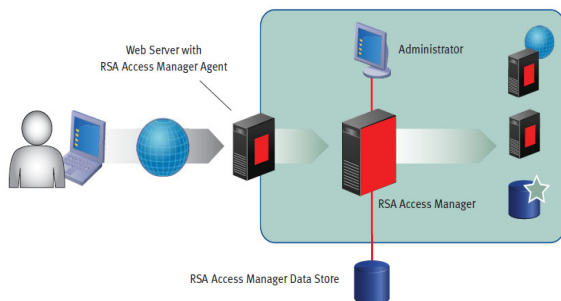 Web Server with
RSA Access Manager Agent
Administrator
RSA Access Manager
RSA Access Manager Data Store